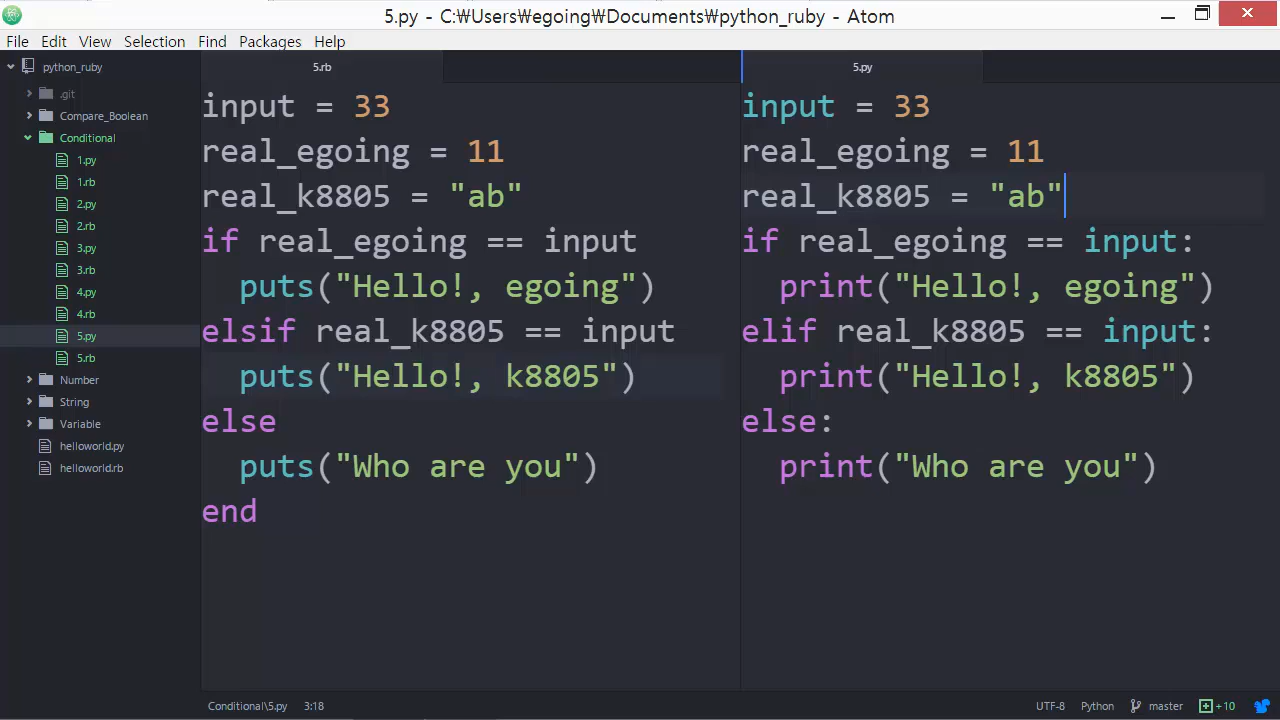 5.py - C:₩Users₩egoing₩Documents₩python_ruby - Atom
File Edit View Selection Find Packages Help
python_ruby
.git
Compare_Boolean
Conditional
1.py
1.rb
2.py
2.rb
3.py
3.rb
4.py
4.rb
5.py
5.rb
Number
String
Variable
helloworld.py
helloworld.rb
5.rb
input = 33
real_egoing = 11
real_k8805 = "ab"
if real_egoing == input
  puts("Hello!, egoing")
elsif real_k8805 == input
  puts("Hello!, k8805")
else
  puts("Who are you")
end
5.py
input = 33
real_egoing = 11
real_k8805 = "ab"
if real_egoing == input:
  print("Hello!, egoing")
elif real_k8805 == input:
  print("Hello!, k8805")
else:
  print("Who are you")
Conditional\5.py 3:18 UTF-8 Python master +10